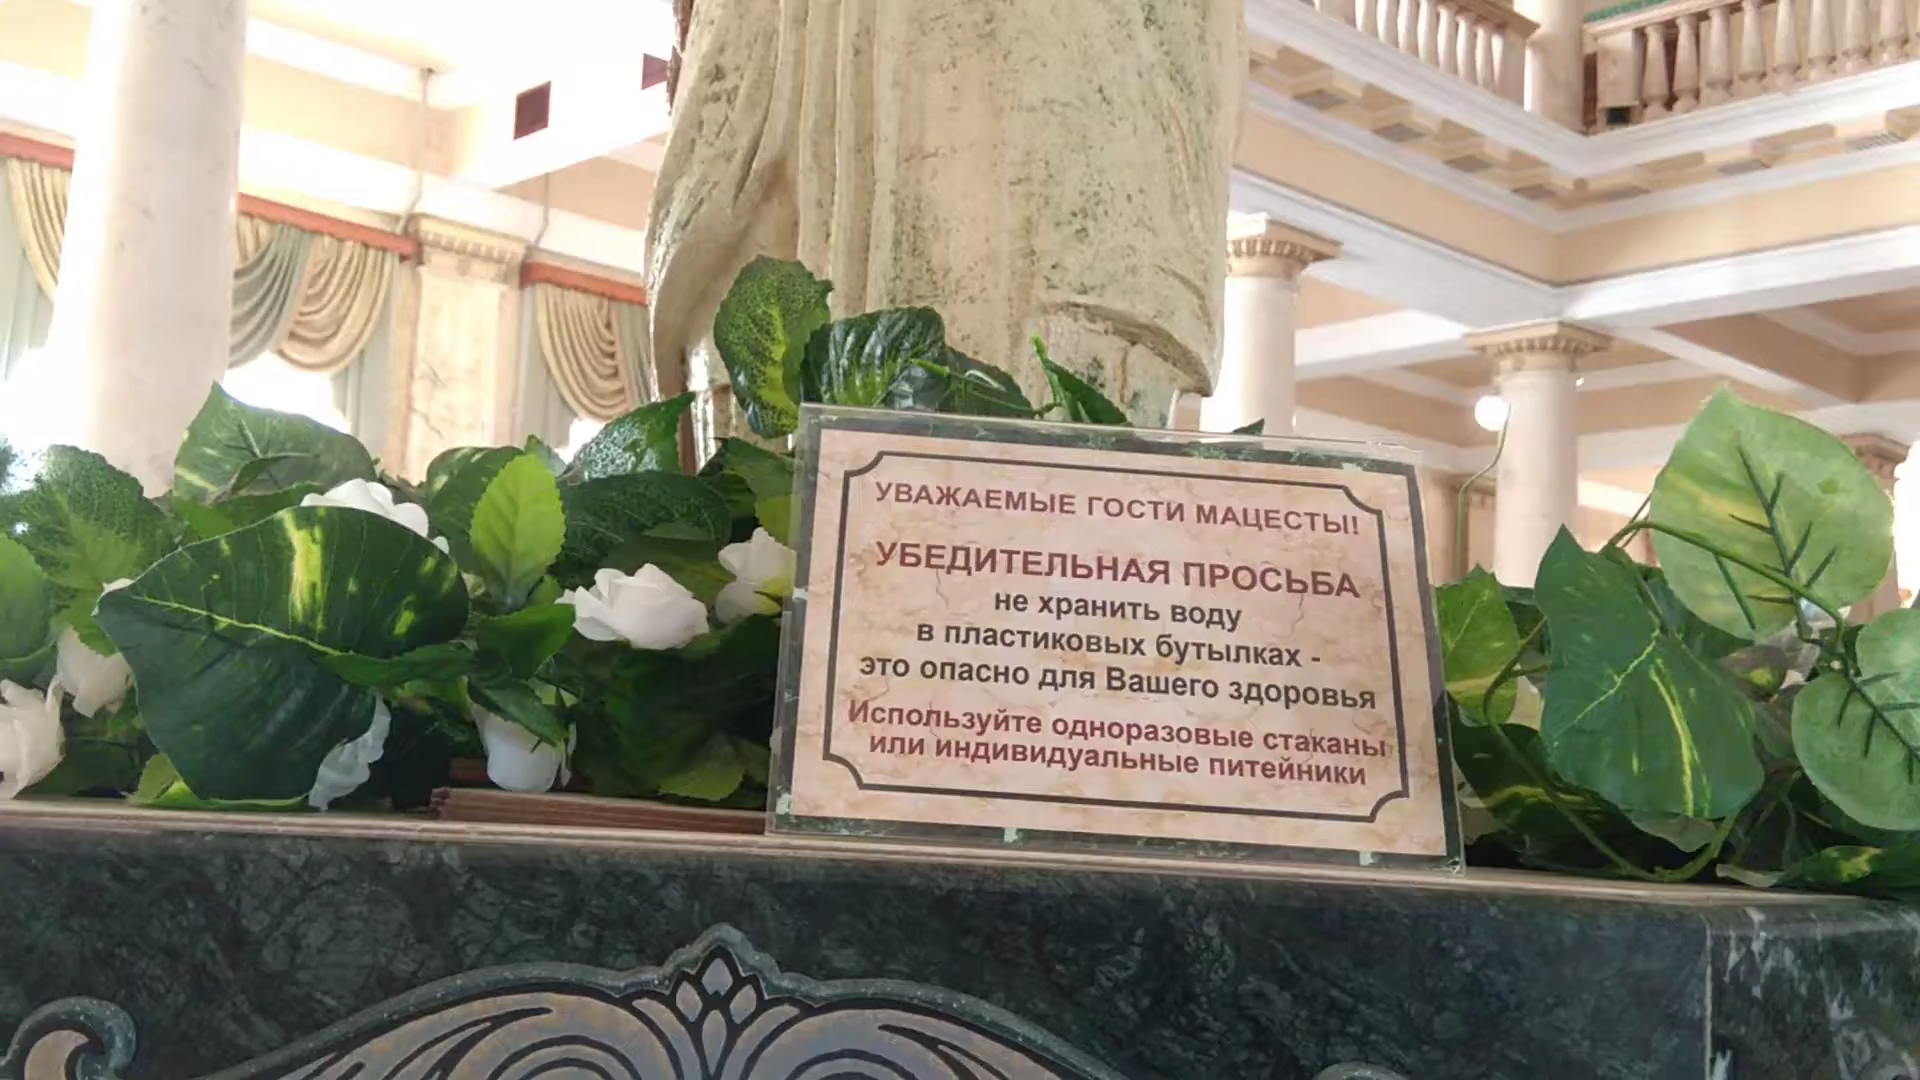 УВАЖАЕМЫЕ ГОСТИ МАЦЕСТЫ!
УБЕДИТЕЛЬНАЯ ПРОСЬБА
не хранить воду
в пластиковых бутылках -
это опасно для Вашего здоровья
Используйте одноразовые стаканы
или индивидуальные питейники